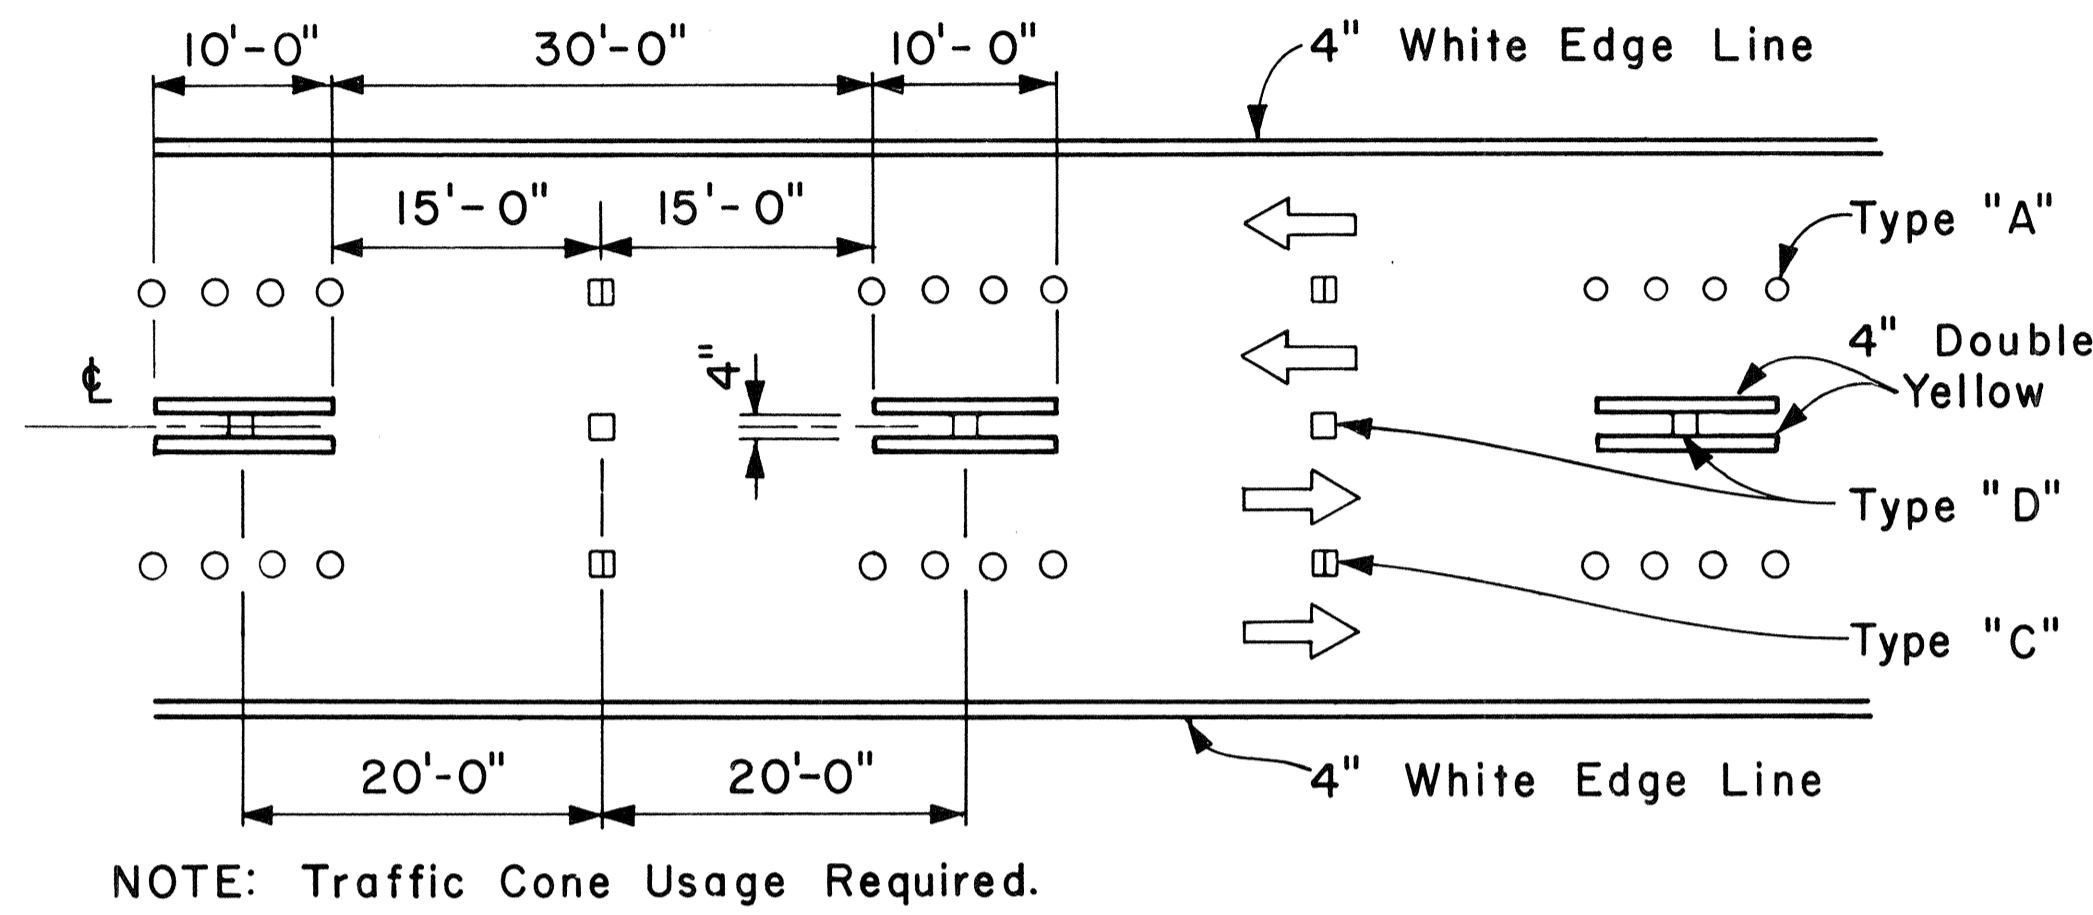 10'-0" 30'-0" 10'-0" 4" White Edge Line
15'-0" 15'-0" Type "A"
4" Double
Yellow
℄ 4"
Type "D"
Type "C"
20'-0" 20'-0" 4" White Edge Line
NOTE: Traffic Cone Usage Required.